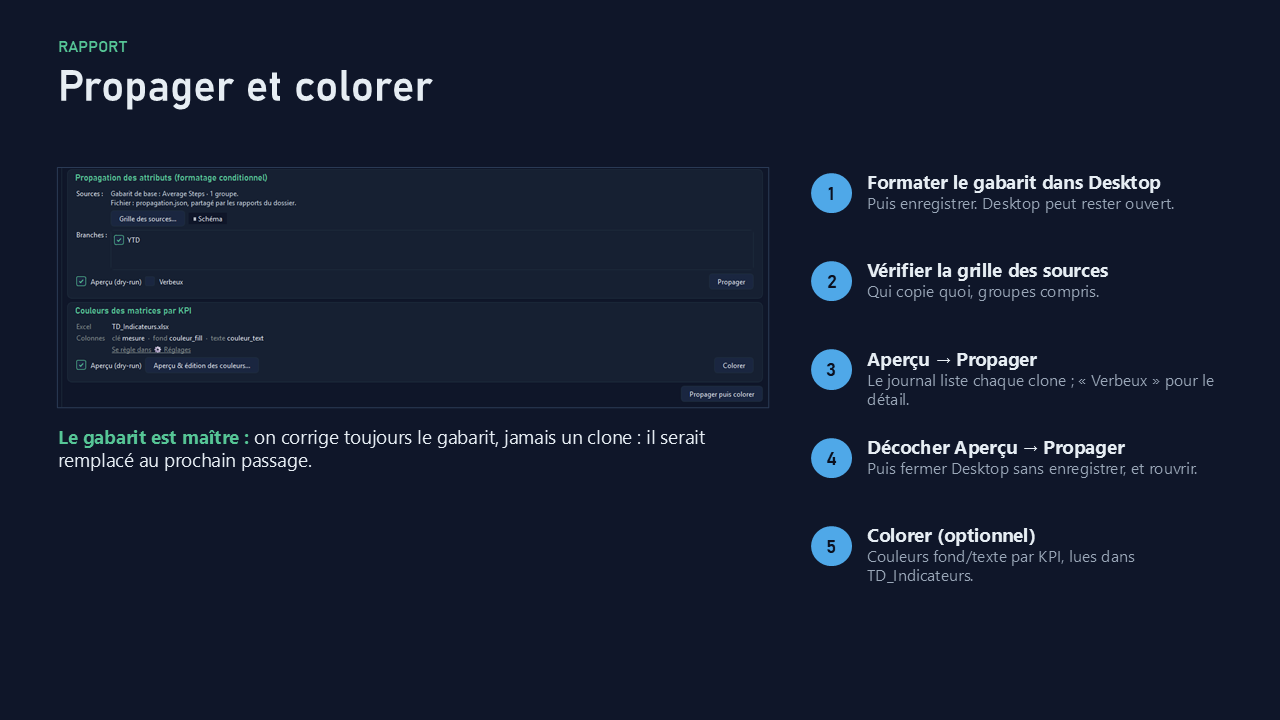 RAPPORT
Propager et colorer
Propagation des attributs (formatage conditionnel)
Sources : Gabarit de base : Average Steps - 1 groupe.
Fichier : propagation.json, partagé par les rapports du dossier.
Grille des sources... Schéma
Branches :
YTD
Aperçu (dry-run) Verbeux Propager
Couleurs des matrices par KPI
Excel TD_Indicateurs.xlsx
Colonnes clé mesure · fond couleur_fill · texte couleur_text
Se règle dans ⚙ Réglages
Aperçu (dry-run) Aperçu & édition des couleurs... Colorer
Propager puis colorer
Le gabarit est maître : on corrige toujours le gabarit, jamais un clone : il serait
remplacé au prochain passage.
1 Formater le gabarit dans Desktop
Puis enregistrer. Desktop peut rester ouvert.
2 Vérifier la grille des sources
Qui copie quoi, groupes compris.
3 Aperçu → Propager
Le journal liste chaque clone ; « Verbeux » pour le
détail.
4 Décocher Aperçu → Propager
Puis fermer Desktop sans enregistrer, et rouvrir.
5 Colorer (optionnel)
Couleurs fond/texte par KPI, lues dans
TD_Indicateurs.